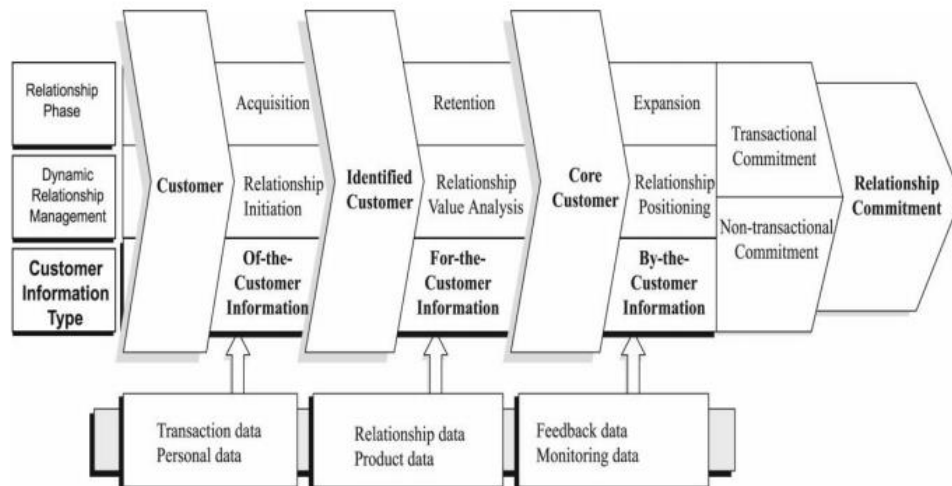 Relationship
Phase
Acquisition
Retention
Expansion
Dynamic
Relationship
Management
Customer
Relationship
Initiation
Identified
Customer
Relationship
Value Analysis
Core
Customer
Relationship
Positioning
Transactional
Commitment
Non-transactional
Commitment
Relationship
Commitment
Customer
Information
Type
Of-the-
Customer
Information
For-the-
Customer
Information
By-the-
Customer
Information
Transaction data
Personal data
Relationship data
Product data
Feedback data
Monitoring data